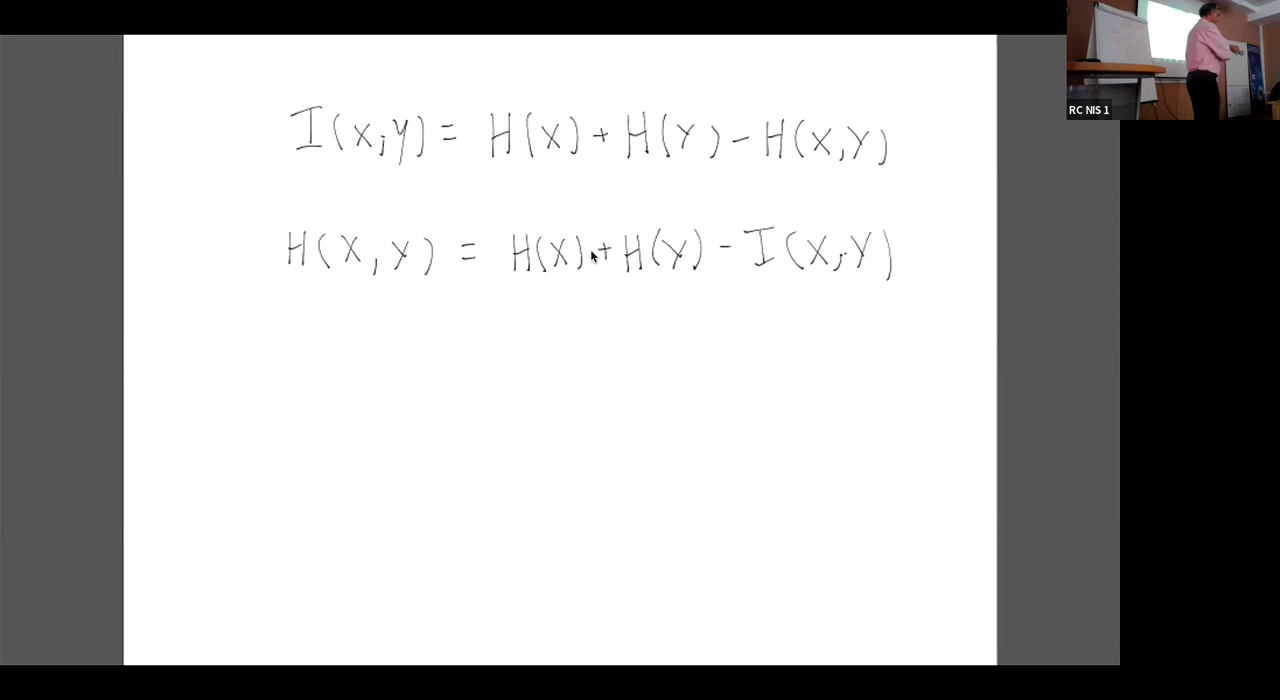 I(X;Y) = H(X) + H(Y) - H(X,Y)
H(X,Y) = H(X) + H(Y) - I(X;Y)
RC NIS 1